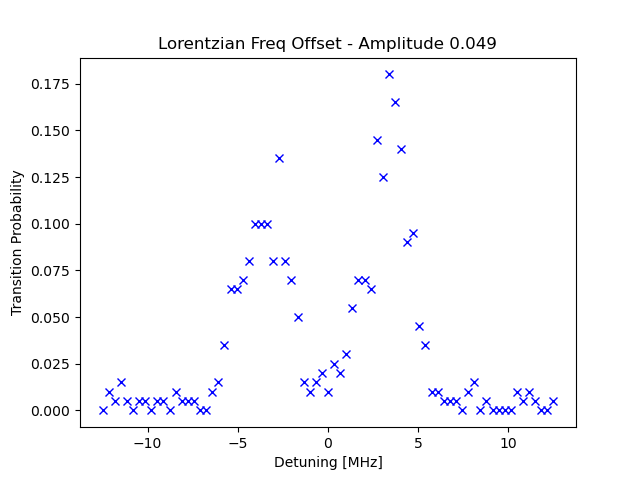 Lorentzian Freq Offset - Amplitude 0.049
Transition Probability
0.175
0.150
0.125
0.100
0.075
0.050
0.025
0.000
−10 −5 0 5 10
Detuning [MHz]